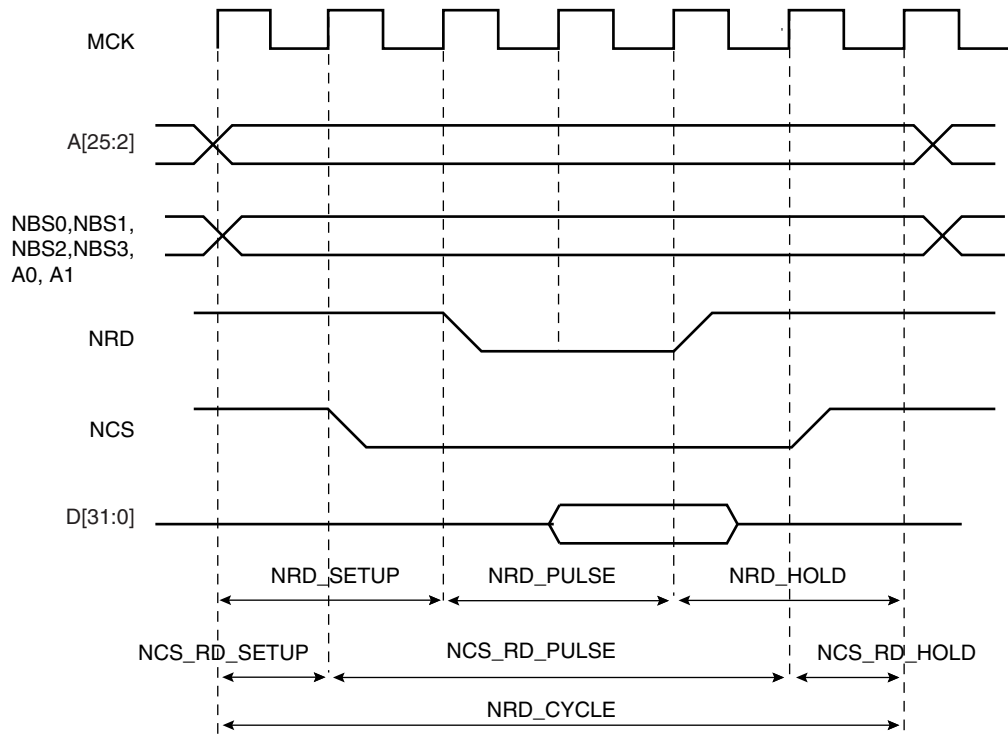 MCK
A[25:2]
NBS0,NBS1,
NBS2,NBS3,
A0, A1
NRD
NCS
D[31:0]
NRD_SETUP NRD_PULSE NRD_HOLD
NCS_RD_SETUP NCS_RD_PULSE NCS_RD_HOLD
NRD_CYCLE